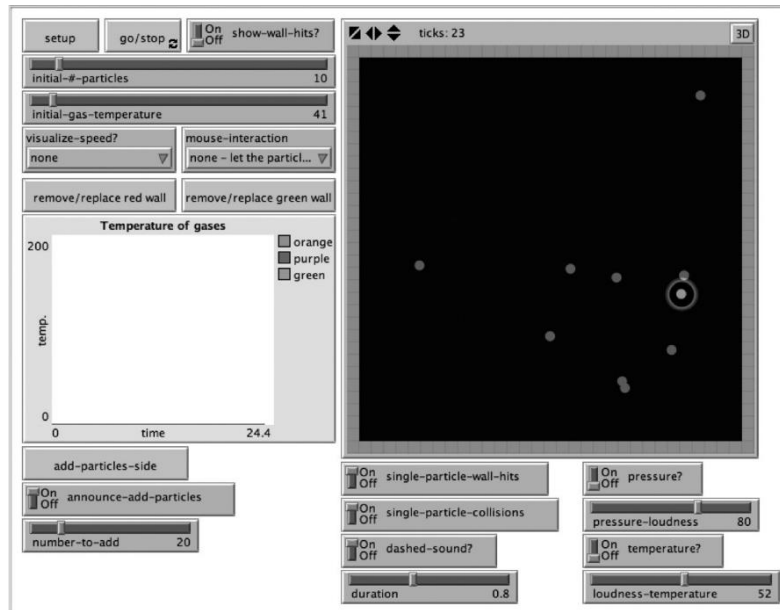 setup
go/stop
On
Off
show-wall-hits?
initial-#-particles 10
initial-gas-temperature 41
visualize-speed?
none
mouse-interaction
none - let the particl...
remove/replace red wall
remove/replace green wall
Temperature of gases
200
temp.
0
0 time 24.4
orange
purple
green
add-particles-side
On
Off
announce-add-particles
number-to-add 20
ticks: 23
3D
On
Off
single-particle-wall-hits
On
Off
single-particle-collisions
On
Off
dashed-sound?
duration 0.8
On
Off
pressure?
pressure-loudness 80
On
Off
temperature?
loudness-temperature 52